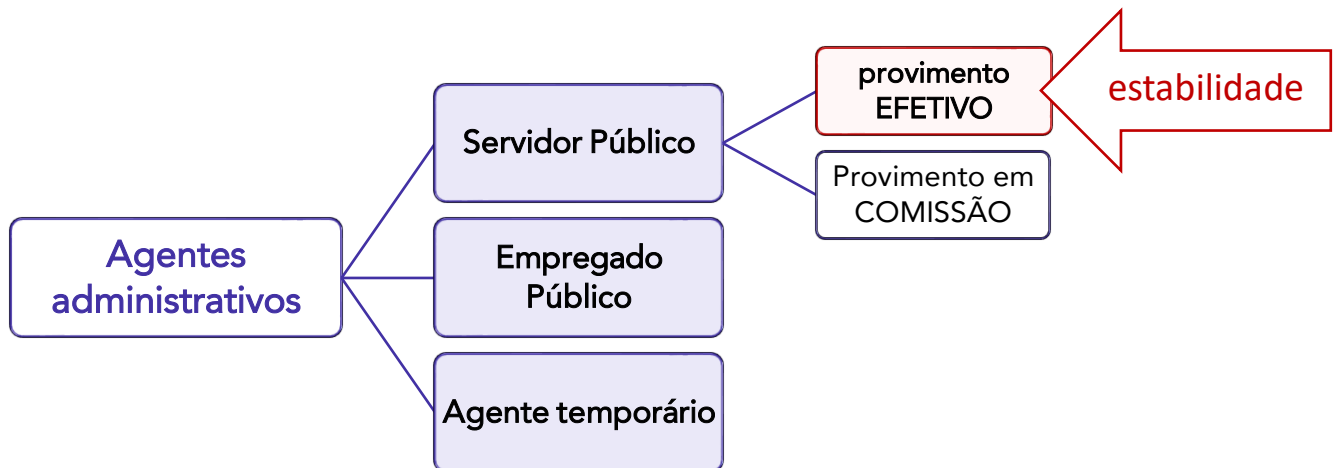 Agentes
administrativos
Servidor Público
provimento
EFETIVO
estabilidade
Provimento em
COMISSÃO
Empregado
Público
Agente temporário